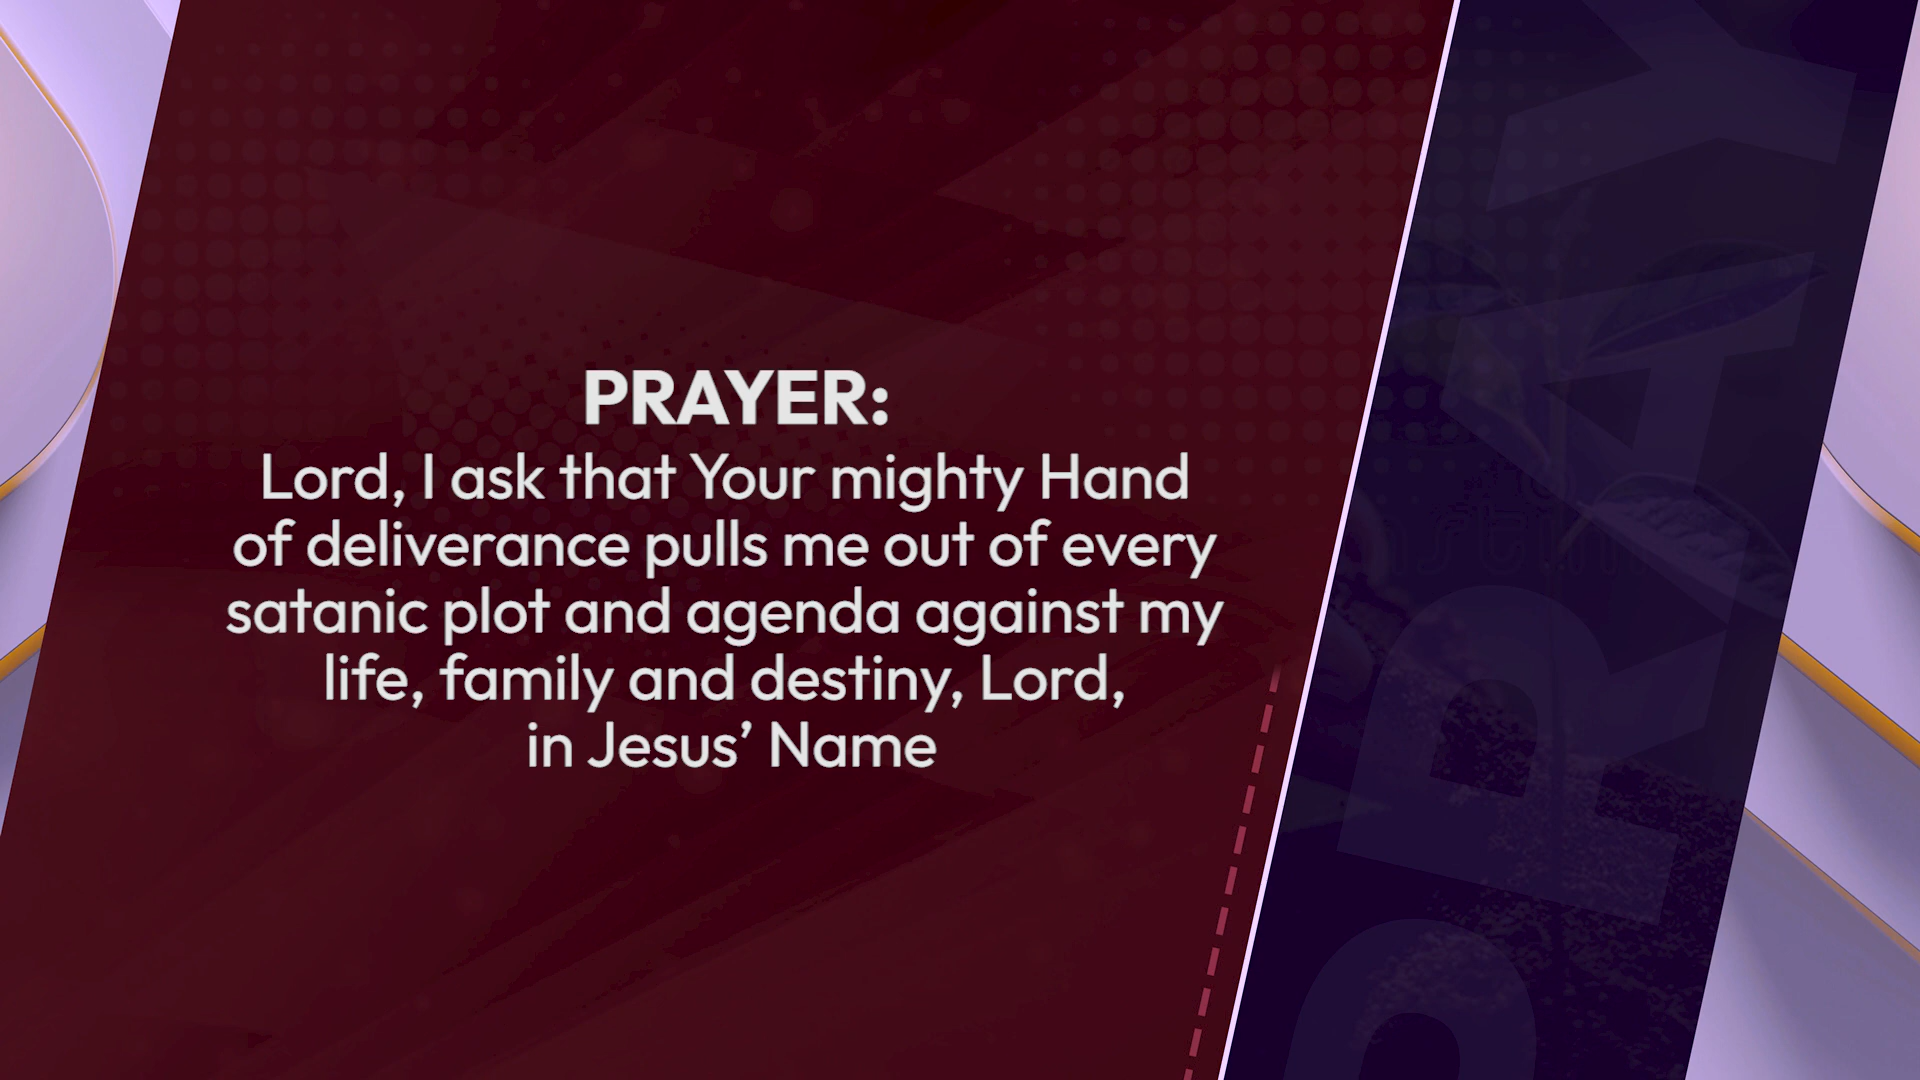 PRAYER:
Lord, I ask that Your mighty Hand
of deliverance pulls me out of every
satanic plot and agenda against my
life, family and destiny, Lord,
in Jesus’ Name
PRAY